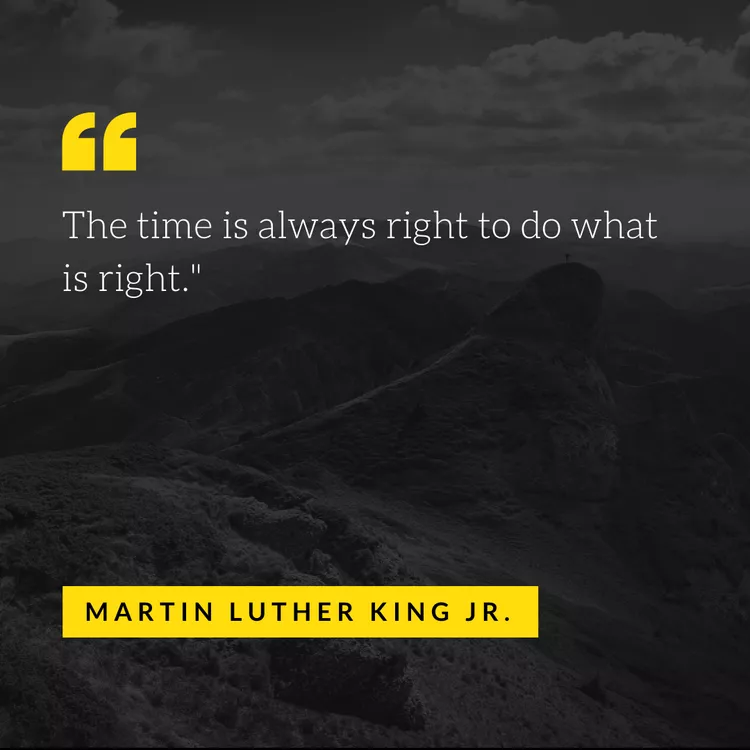 “
The time is always right to do what
is right."
MARTIN LUTHER KING JR.